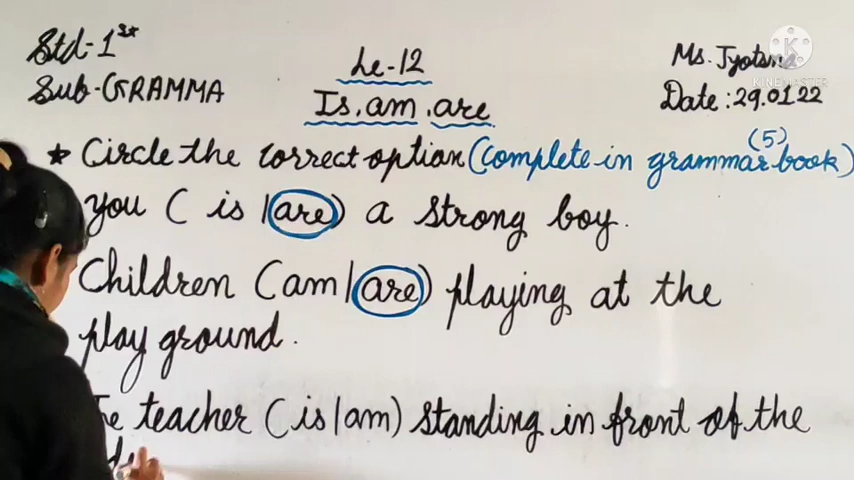 Std-1st
Sub-GRAMMA
Le-12
Is.am.are
Ms. Jyotsna
Date:29.01.22
KINEMASTER
★ Circle the correct option (complete in grammar book)
(5)
you ( is |are) a strong boy.
Children (am|are) playing at the
play ground.
teacher ( is|am) standing in front of the